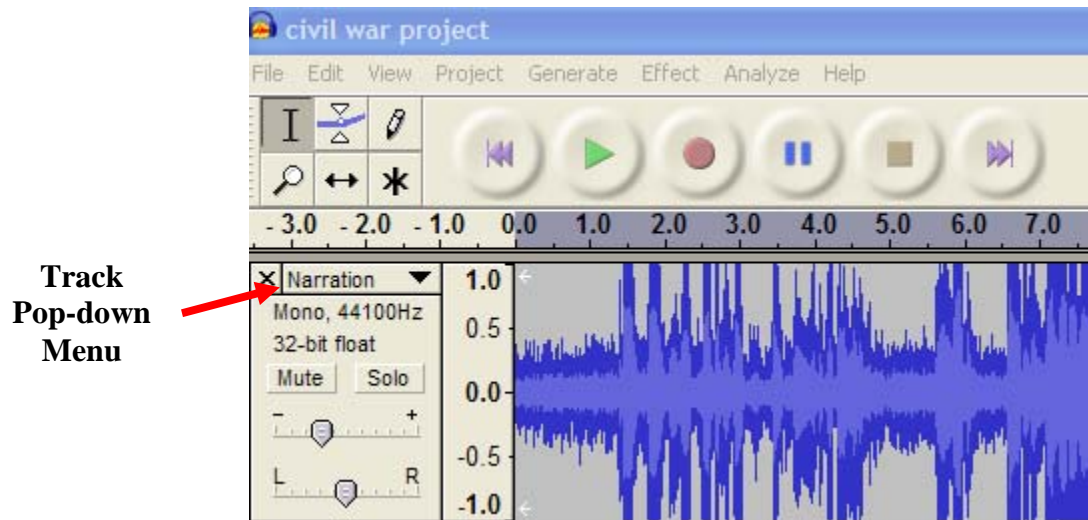 civil war project
File Edit View Project Generate Effect Analyze Help
- 3.0 - 2.0 - 1.0 0.0 1.0 2.0 3.0 4.0 5.0 6.0 7.0
Track
Pop-down
Menu
X Narration
Mono, 44100Hz
32-bit float
Mute Solo
- +
L R
1.0
0.5
0.0
-0.5
-1.0